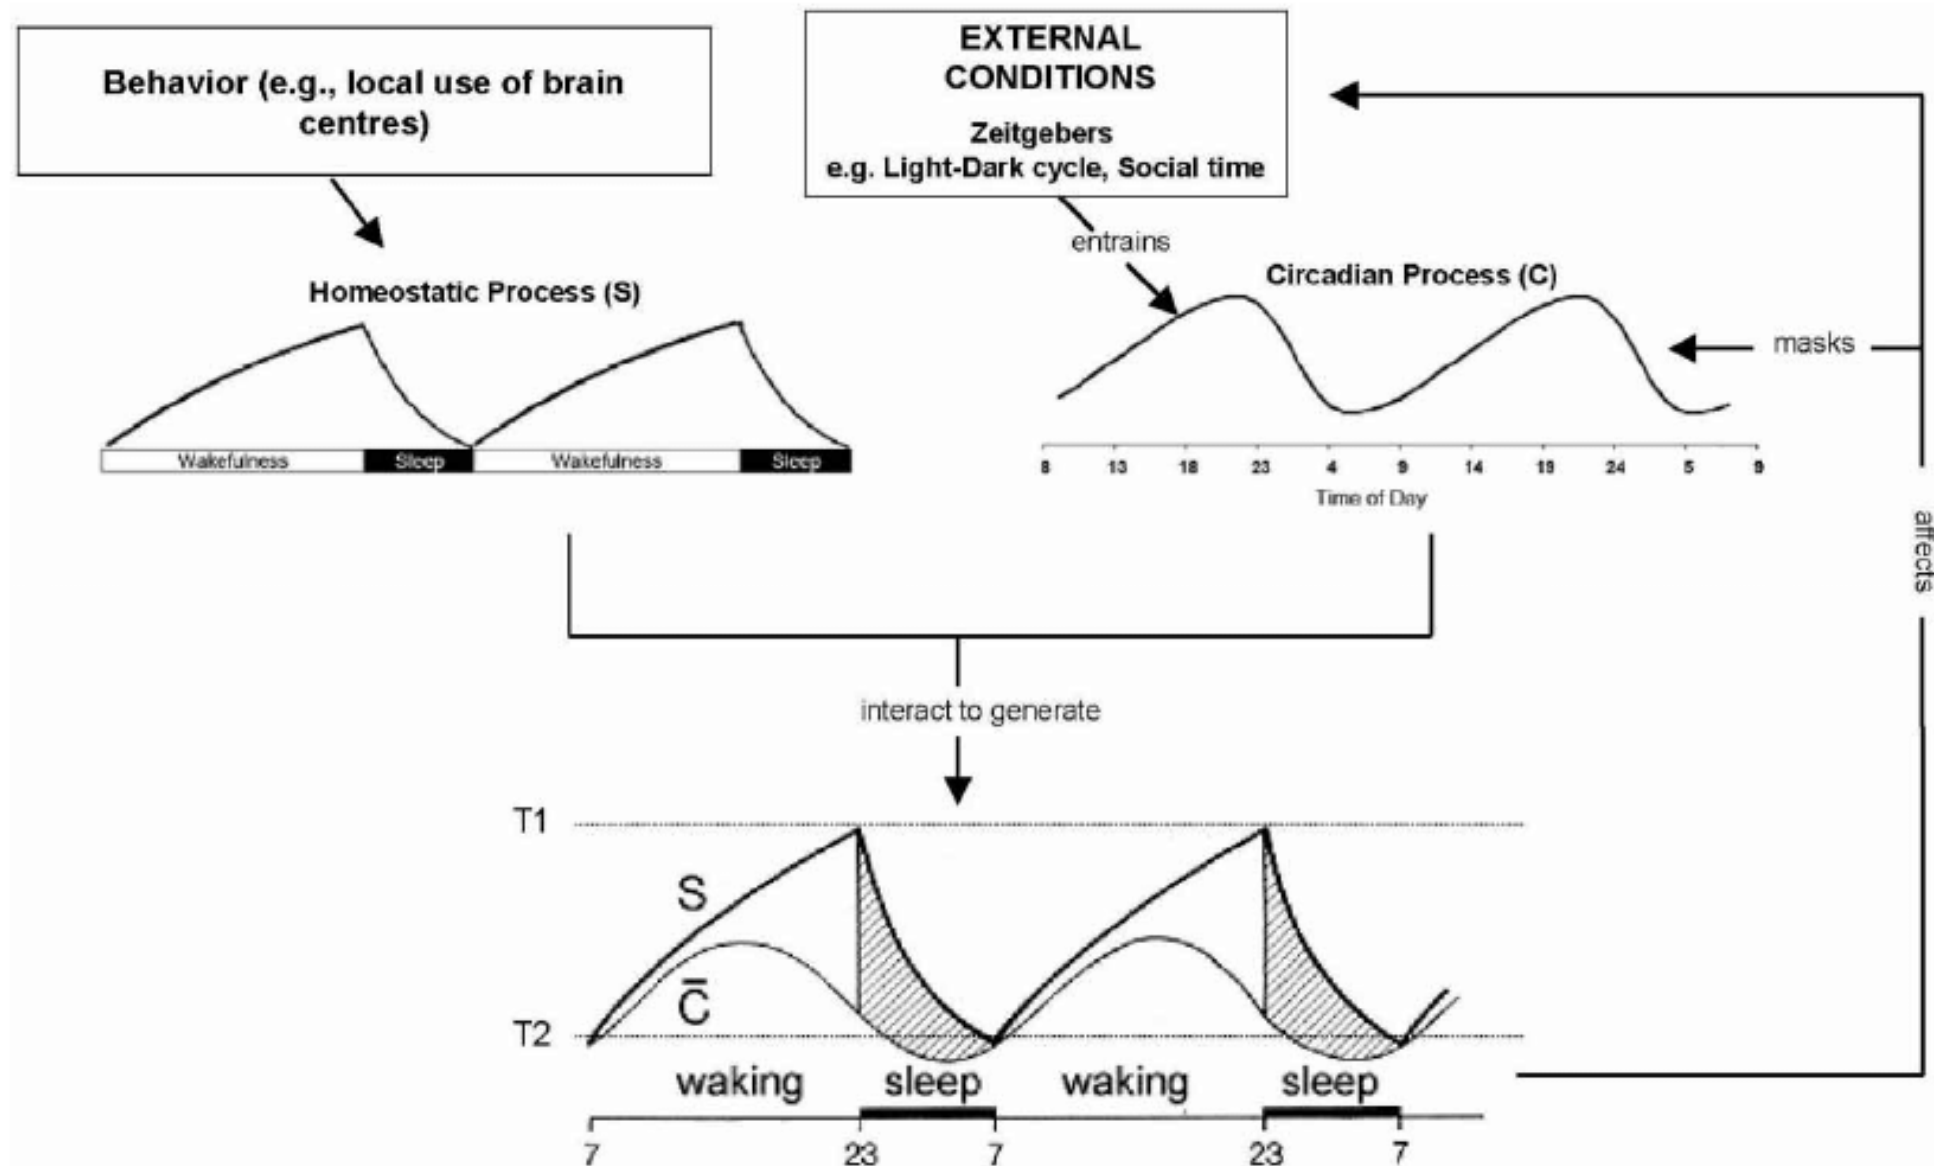 Behavior (e.g., local use of brain
centres)
EXTERNAL
CONDITIONS
Zeitgebers
e.g. Light-Dark cycle, Social time
entrains
Homeostatic Process (S)
Circadian Process (C)
masks
Wakefulness Sleep Wakefulness Sleep
8 13 18 23 4 9 14 19 24 5 9
Time of Day
affects
interact to generate
T1
S
C̄
T2
waking sleep waking sleep
7 23 7 23 7